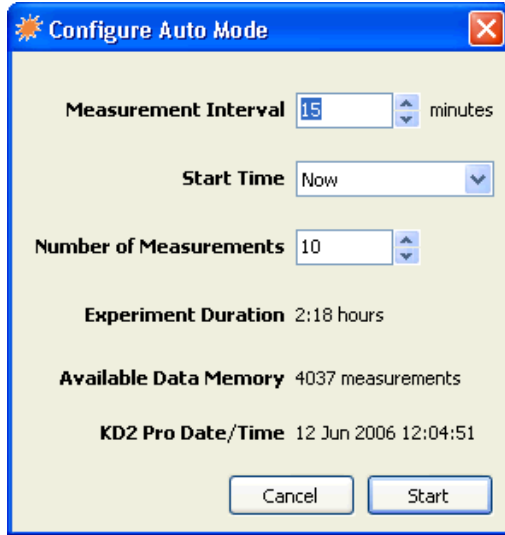 Configure Auto Mode
Measurement Interval 15 minutes
Start Time Now
Number of Measurements 10
Experiment Duration 2:18 hours
Available Data Memory 4037 measurements
KD2 Pro Date/Time 12 Jun 2006 12:04:51
Cancel Start